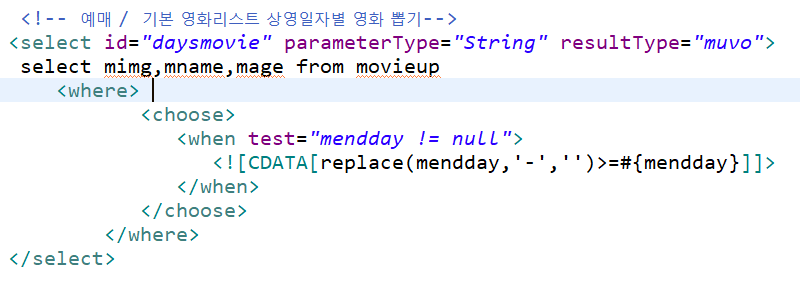 <!-- 예매 / 기본 영화리스트 상영일자별 영화 뽑기-->
<select id="daysmovie" parameterType="String" resultType="muvo">
select mimg,mname,mage from movieup
<where>
<choose>
<when test="mendday != null">
<![CDATA[replace(mendday,'-','')>=#{mendday}]]>
</when>
</choose>
</where>
</select>